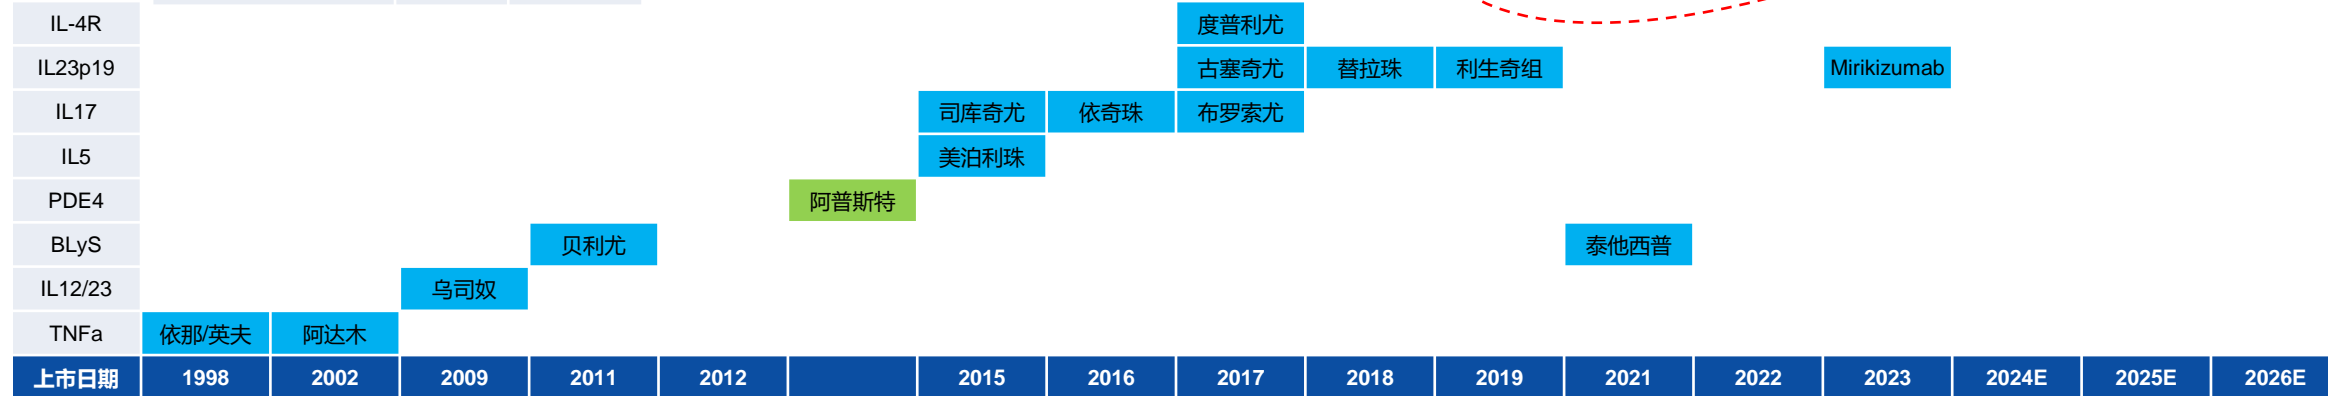 IL-4R 度普利尤
IL23p19 古塞奇尤 替拉珠 利生奇组 Mirikizumab
IL17 司库奇尤 依奇珠 布罗索尤
IL5 美泊利珠
PDE4 阿普斯特
BLyS 贝利尤 泰他西普
IL12/23 乌司奴
TNFa 依那/英夫 阿达木
上市日期 1998 2002 2009 2011 2012 2015 2016 2017 2018 2019 2021 2022 2023 2024E 2025E 2026E